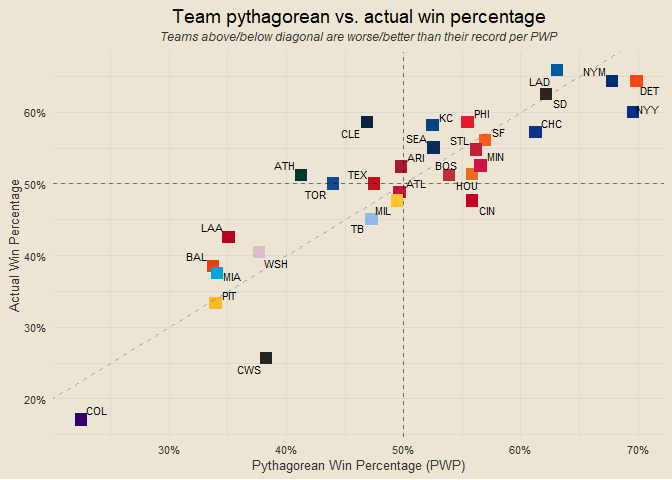 Team pythagorean vs. actual win percentage
Teams above/below diagonal are worse/better than their record per PWP
LAD
NYM
DET
SD
NYY
KC
PHI
CHC
CLE
SEA
STL
SF
ARI
MIN
ATH
TEX
BOS
HOU
TOR
ATL
CIN
MIL
TB
LAA
BAL
WSH
MIA
PIT
CWS
COL
60%
50%
40%
30%
20%
30%
40%
50%
60%
70%
Actual Win Percentage
Pythagorean Win Percentage (PWP)